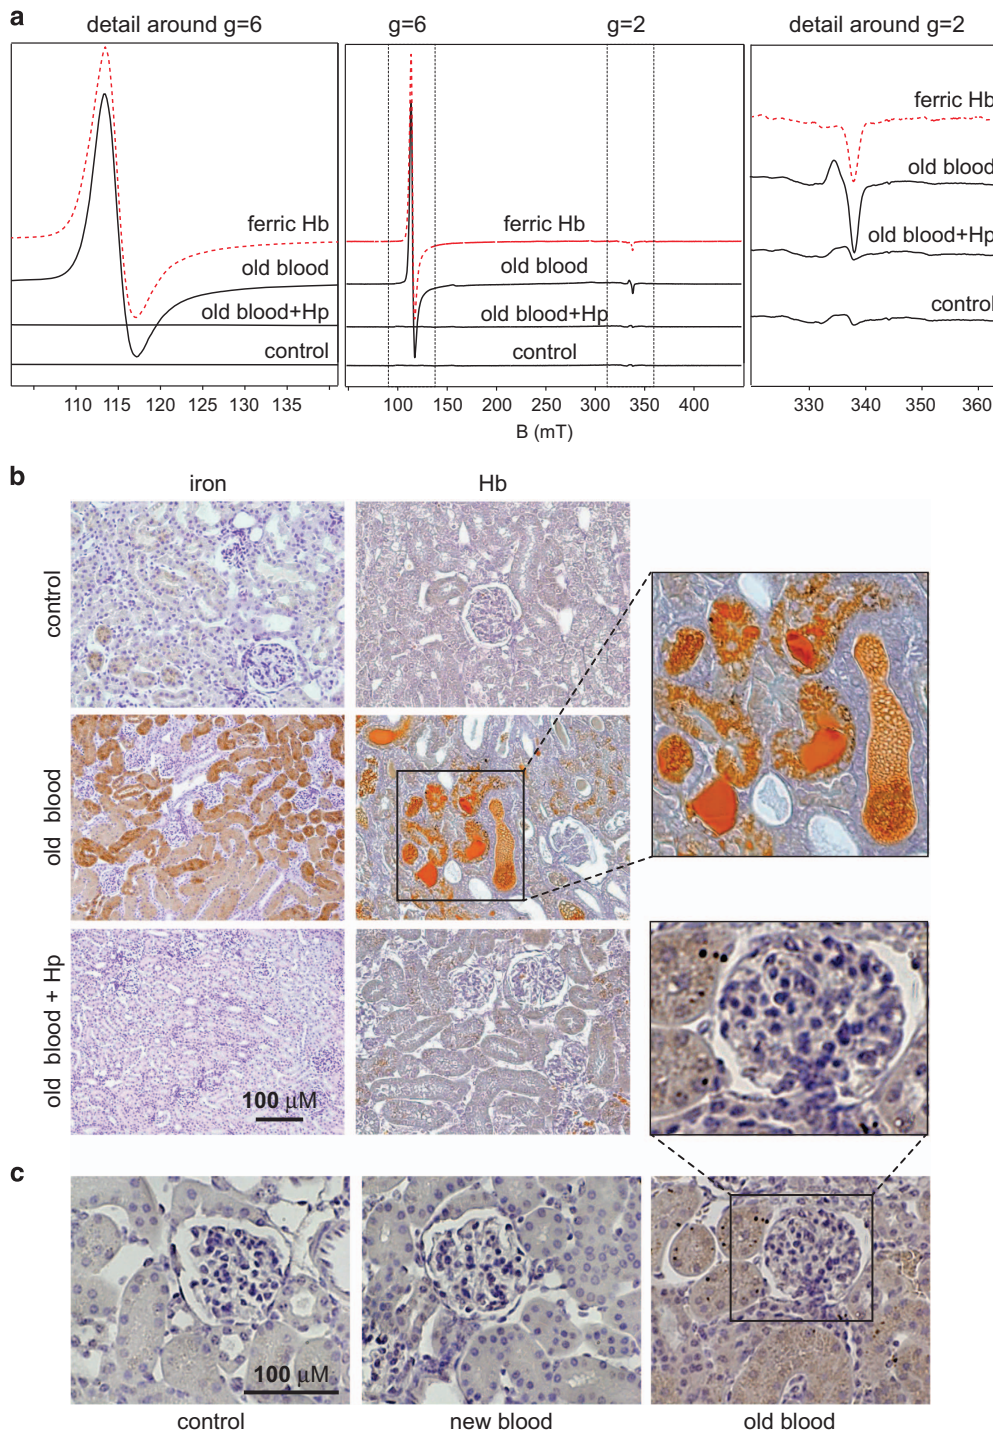 a
detail around g=6
g=6
g=2
detail around g=2
ferric Hb
old blood
old blood+Hp
control
ferric Hb
old blood
old blood+Hp
control
ferric Hb
old blood
old blood+Hp
control
110 115 120 125 130 135
100 150 200 250 300 350 400
330 340 350 360
B (mT)
b
iron
Hb
control
old blood
old blood + Hp
100 µM
c
100 µM
control
new blood
old blood